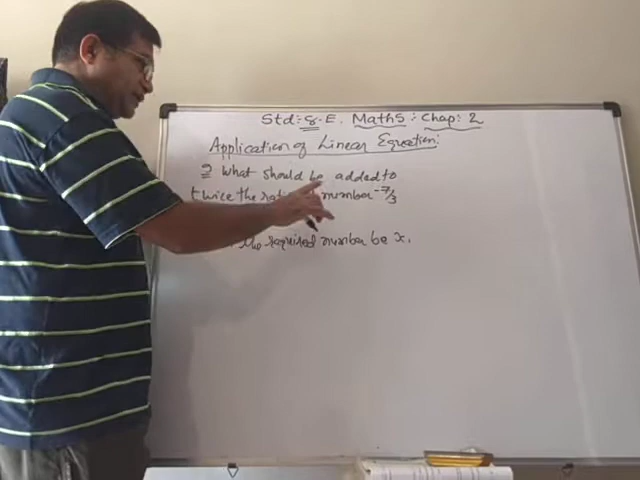 Std:- 8-E. Maths: Chap: 2
Application of Linear Equation:
2 What should be added to
twice the number -7/3
the required number be x.